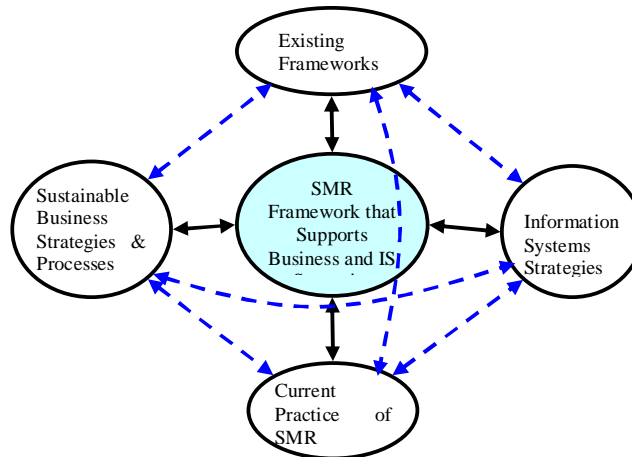 Existing
Frameworks
Sustainable
Business
Strategies &
Processes
SMR
Framework that
Supports
Business and IS
Information
Systems
Strategies
Current
Practice of
SMR